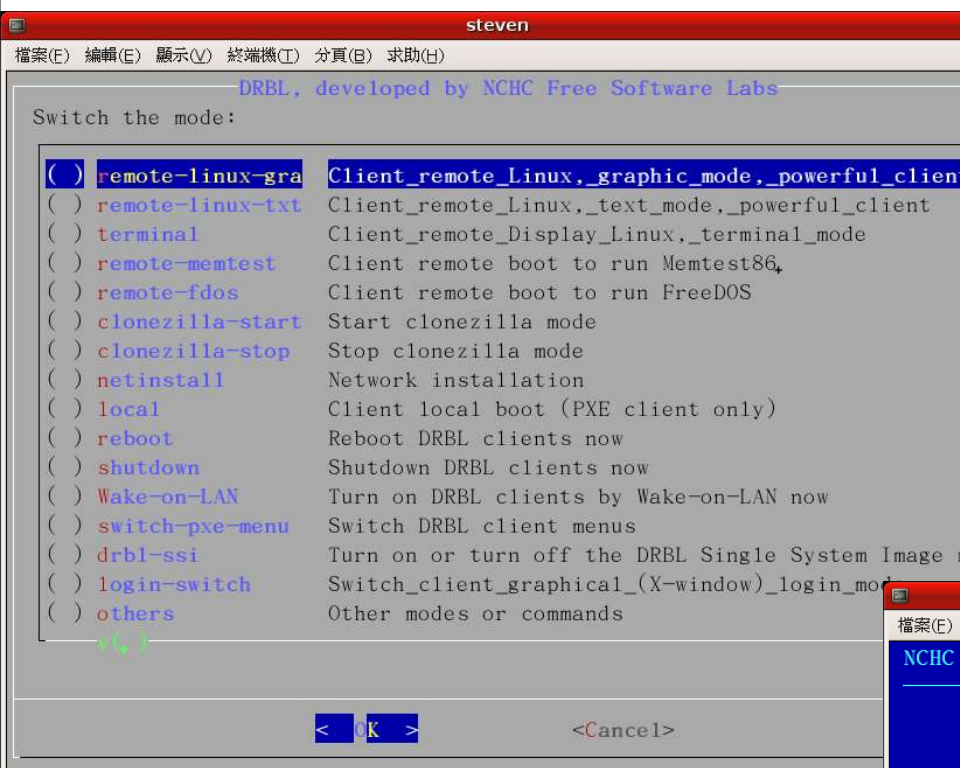 steven
檔案(F) 編輯(E) 顯示(V) 終端機(T) 分頁(B) 求助(H)
DRBL, developed by NCHC Free Software Labs
Switch the mode:
( ) remote-linux-gra Client_remote_Linux,_graphic_mode,_powerful_client
( ) remote-linux-txt Client_remote_Linux,_text_mode,_powerful_client
( ) terminal Client_remote_Display_Linux,_terminal_mode
( ) remote-memtest Client remote boot to run Memtest86+
( ) remote-fdos Client remote boot to run FreeDOS
( ) clonezilla-start Start clonezilla mode
( ) clonezilla-stop Stop clonezilla mode
( ) netinstall Network installation
( ) local Client local boot (PXE client only)
( ) reboot Reboot DRBL clients now
( ) shutdown Shutdown DRBL clients now
( ) Wake-on-LAN Turn on DRBL clients by Wake-on-LAN now
( ) switch-pxe-menu Switch DRBL client menus
( ) drbl-ssi Turn on or turn off the DRBL Single System Image
( ) login-switch Switch_client_graphical_(X-window)_login_mode
( ) others Other modes or commands
v(+)
< OK > <Cancel>
檔案(F)
NCHC